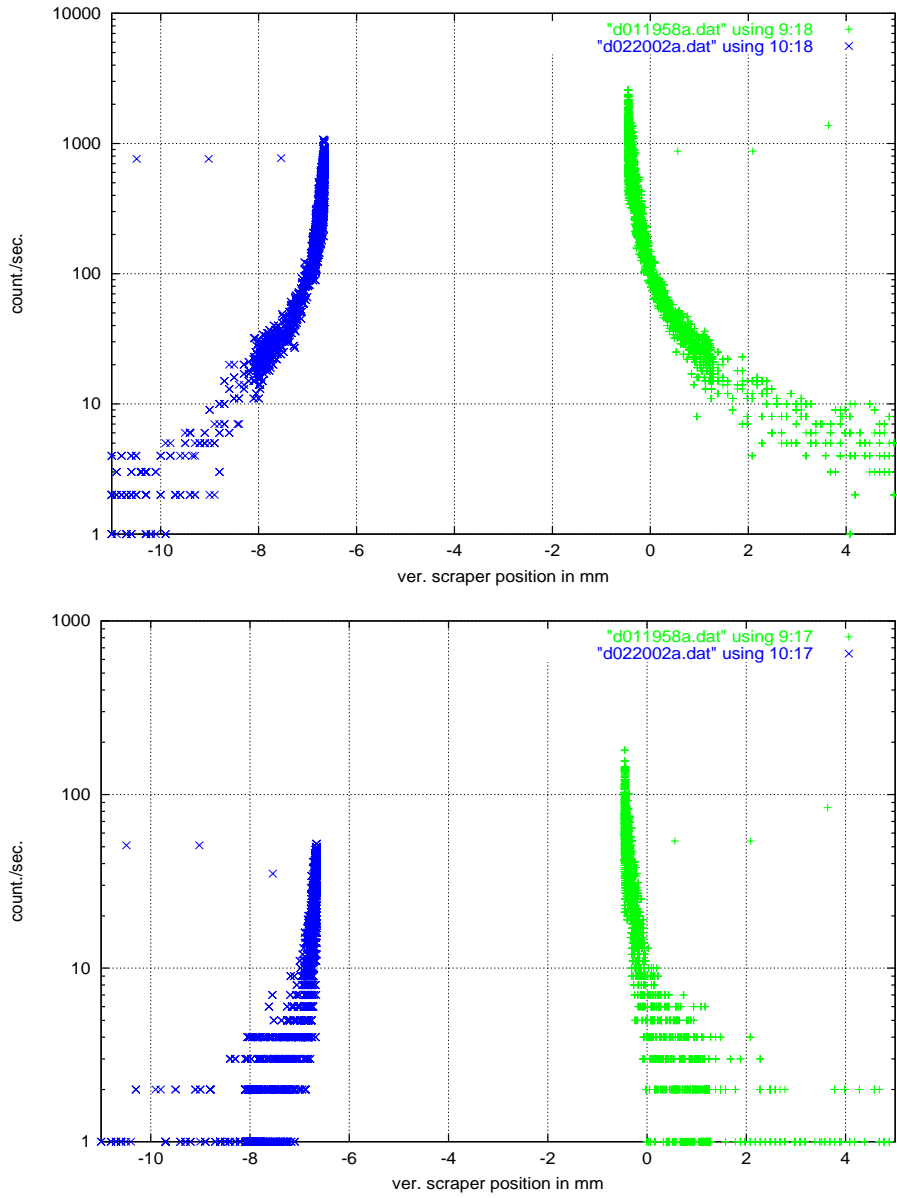 10000
1000
100
10
1
count./sec.
"d011958a.dat" using 9:18
"d022002a.dat" using 10:18
-10 -8 -6 -4 -2 0 2 4
ver. scraper position in mm
1000
100
10
1
count./sec.
"d011958a.dat" using 9:17
"d022002a.dat" using 10:17
-10 -8 -6 -4 -2 0 2 4
ver. scraper position in mm